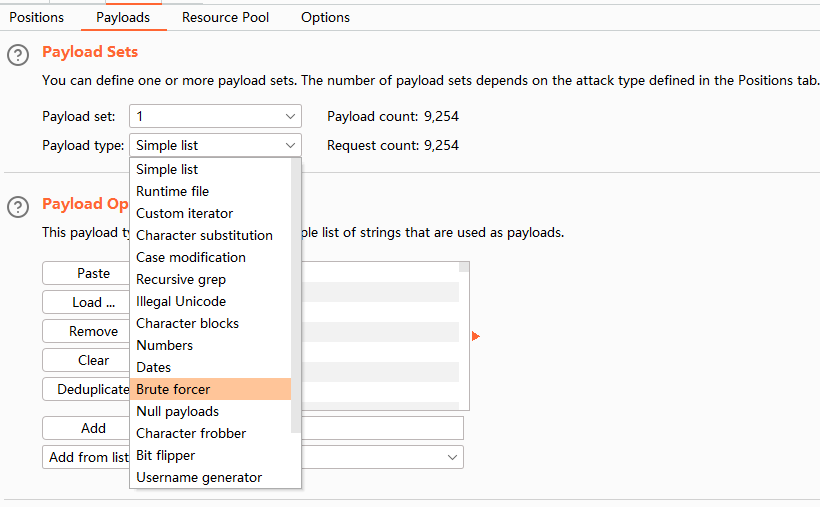 Positions Payloads Resource Pool Options
Payload Sets
You can define one or more payload sets. The number of payload sets depends on the attack type defined in the Positions tab.
Payload set: 1 Payload count: 9,254
Payload type: Simple list Request count: 9,254
Simple list
Runtime file
Payload Op
Custom iterator
This payload ty
Character substitution
ple list of strings that are used as payloads.
Case modification
Paste
Recursive grep
Load ...
Illegal Unicode
Remove
Character blocks
Numbers
Clear
Dates
Deduplicate
Brute forcer
Null payloads
Add
Character frobber
Add from list
Bit flipper
Username generator